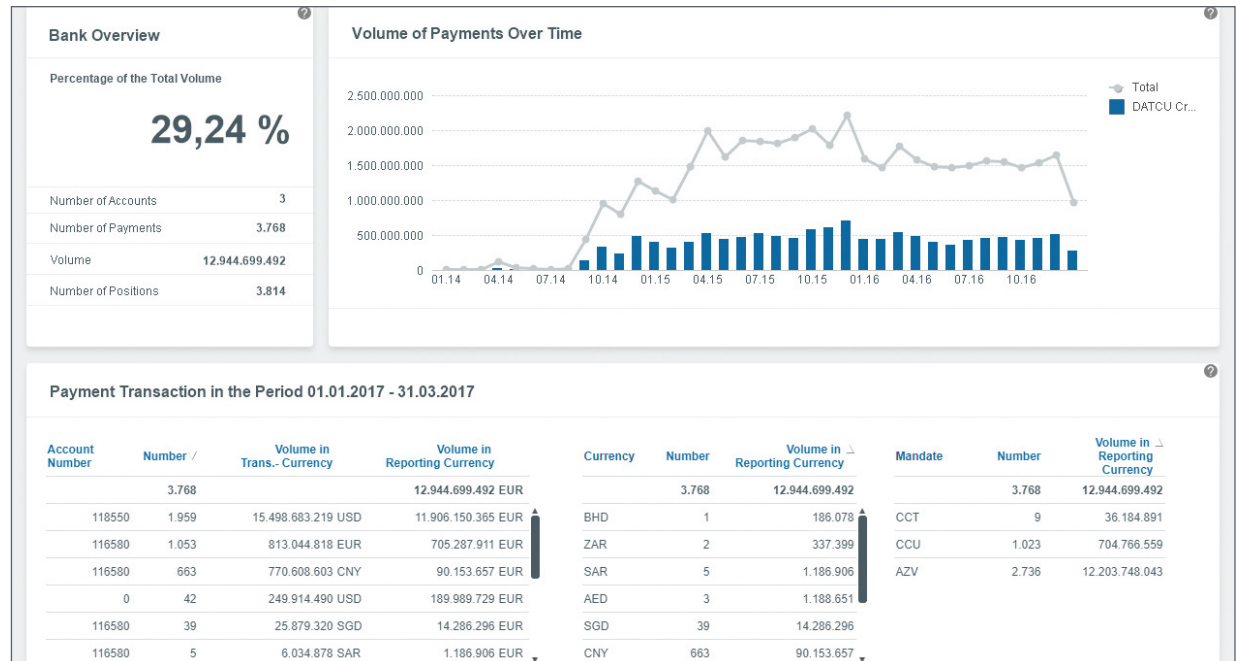 Bank Overview
Percentage of the Total Volume
29,24 %
Number of Accounts 3
Number of Payments 3.768
Volume 12.944.699.492
Number of Positions 3.814
Volume of Payments Over Time
2.500.000.000
2.000.000.000
1.500.000.000
1.000.000.000
500.000.000
0
01.14 04.14 07.14 10.14 01.15 04.15 07.15 10.15 01.16 04.16 07.16 10.16
Total
DATCU Cr...
Payment Transaction in the Period 01.01.2017 - 31.03.2017
Account Number Number / Volume in Trans.- Currency Volume in Reporting Currency
3.768 12.944.699.492 EUR
118550 1.959 15.498.683.219 USD 11.906.150.365 EUR
116580 1.053 813.044.818 EUR 705.287.911 EUR
116580 663 770.608.603 CNY 90.153.657 EUR
0 42 249.914.490 USD 189.989.729 EUR
116580 39 25.879.320 SGD 14.286.296 EUR
116580 5 6.034.878 SAR 1.186.906 EUR
Currency Number Volume in Reporting Currency
3.768 12.944.699.492
BHD 1 186.078
ZAR 2 337.399
SAR 5 1.186.906
AED 3 1.188.651
SGD 39 14.286.296
CNY 663 90.153.657
Mandate Number Volume in Reporting Currency
3.768 12.944.699.492
CCT 9 36.184.891
CCU 1.023 704.766.559
AZV 2.736 12.203.748.043